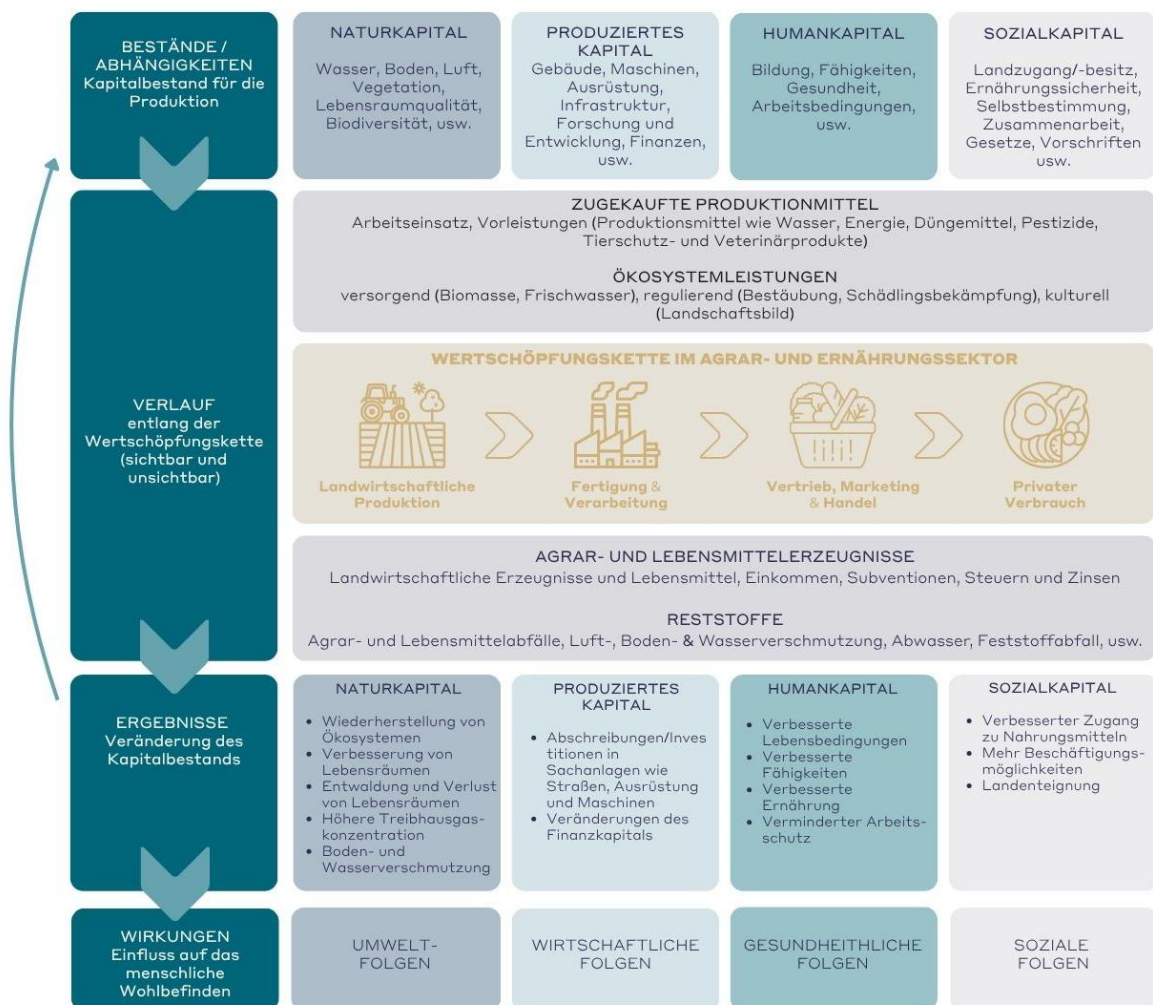 BESTÄNDE /
ABHÄNGIGKEITEN
Kapitalbestand für die
Produktion
NATURKAPITAL
Wasser, Boden, Luft,
Vegetation,
Lebensraumqualität,
Biodiversität, usw.
PRODUZIERTES
KAPITAL
Gebäude, Maschinen,
Ausrüstung,
Infrastruktur,
Forschung und
Entwicklung, Finanzen,
usw.
HUMANKAPITAL
Bildung, Fähigkeiten,
Gesundheit,
Arbeitsbedingungen,
usw.
SOZIALKAPITAL
Landzugang/-besitz,
Ernährungssicherheit,
Selbstbestimmung,
Zusammenarbeit,
Gesetze, Vorschriften
usw.
VERLAUF
entlang der
Wertschöpfungskette
(sichtbar und
unsichtbar)
ZUGEKAUFTE PRODUKTIONMITTEL
Arbeitseinsatz, Vorleistungen (Produktionsmittel wie Wasser, Energie, Düngemittel, Pestizide,
Tierschutz- und Veterinärprodukte)
ÖKOSYSTEMLEISTUNGEN
versorgend (Biomasse, Frischwasser), regulierend (Bestäubung, Schädlingsbekämpfung), kulturell
(Landschaftsbild)
WERTSCHÖPFUNGSKETTE IM AGRAR- UND ERNÄHRUNGSSEKTOR
Landwirtschaftliche
Produktion
Fertigung &
Verarbeitung
Vertrieb, Marketing
& Handel
Privater
Verbrauch
AGRAR- UND LEBENSMITTELERZEUGNISSE
Landwirtschaftliche Erzeugnisse und Lebensmittel, Einkommen, Subventionen, Steuern und Zinsen
RESTSTOFFE
Agrar- und Lebensmittelabfälle, Luft-, Boden- & Wasserverschmutzung, Abwasser, Feststoffabfall, usw.
ERGEBNISSE
Veränderung des
Kapitalbestands
NATURKAPITAL
• Wiederherstellung von
Ökosystemen
• Verbesserung von
Lebensräumen
• Entwaldung und Verlust
von Lebensräumen
• Höhere Treibhausgas-
konzentration
• Boden- und
Wasserverschmutzung
PRODUZIERTES
KAPITAL
• Abschreibungen/Inves
titionen in
Sachanlagen wie
Straßen, Ausrüstung
und Maschinen
• Veränderungen des
Finanzkapitals
HUMANKAPITAL
• Verbesserte
Lebensbedingungen
• Verbesserte
Fähigkeiten
• Verbesserte
Ernährung
• Verminderter Arbeits-
schutz
SOZIALKAPITAL
• Verbesserter Zugang
zu Nahrungsmitteln
• Mehr Beschäftigungs-
möglichkeiten
• Landenteignung
WIRKUNGEN
Einfluss auf das
menschliche
Wohlbefinden
UMWELT-
FOLGEN
WIRTSCHAFTLICHE
FOLGEN
GESUNDHEITHLICHE
FOLGEN
SOZIALE
FOLGEN